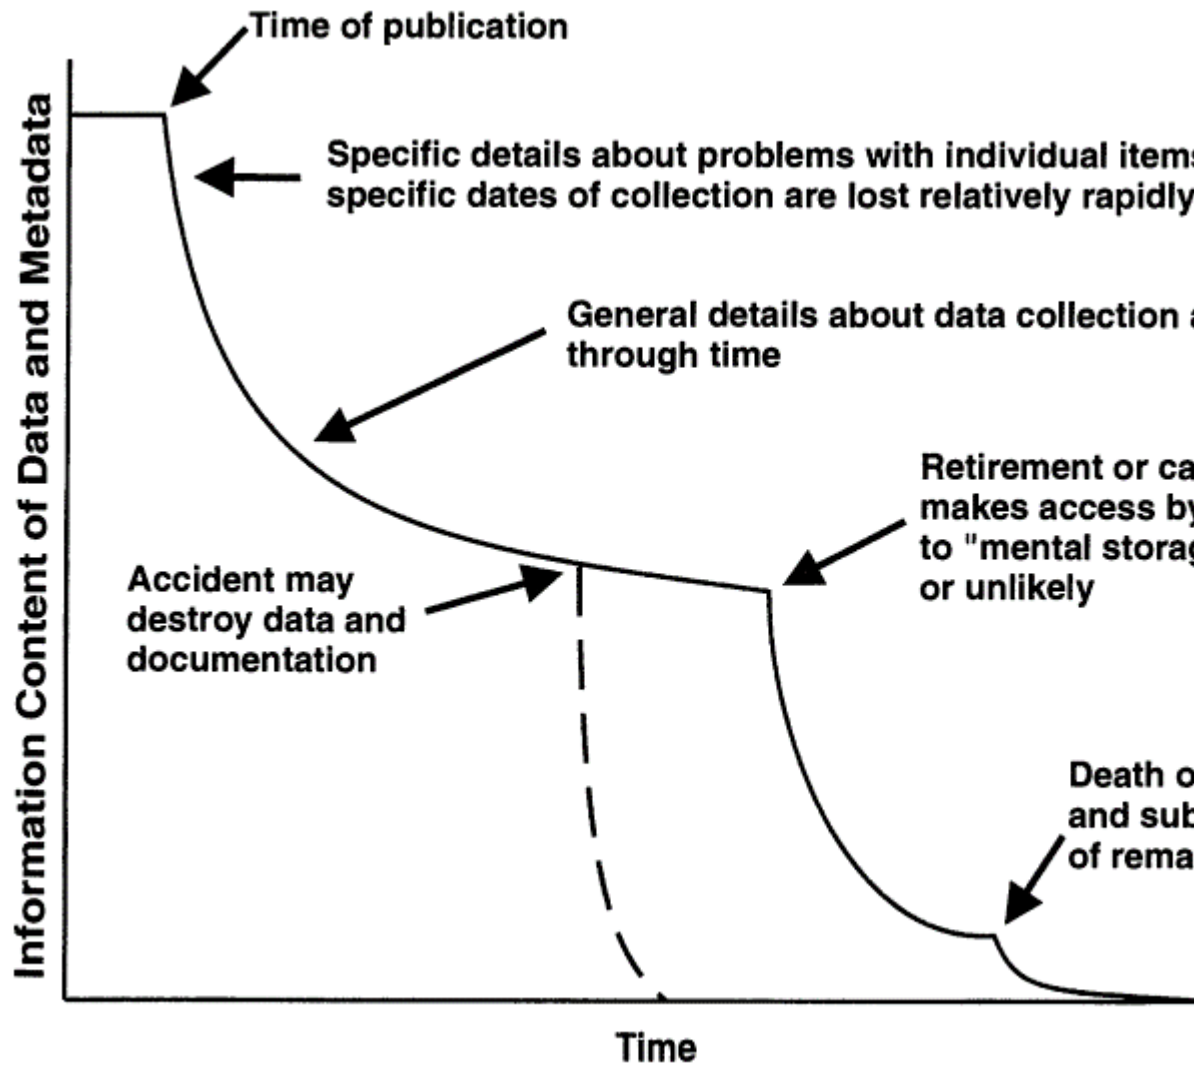 Time of publication
Specific details about problems with individual items
specific dates of collection are lost relatively rapidly
General details about data collection
through time
Retirement or
makes access by
to "mental
or unlikely
Accident may
destroy data and
documentation
Death
and
of
Information Content of Data and Metadata
Time